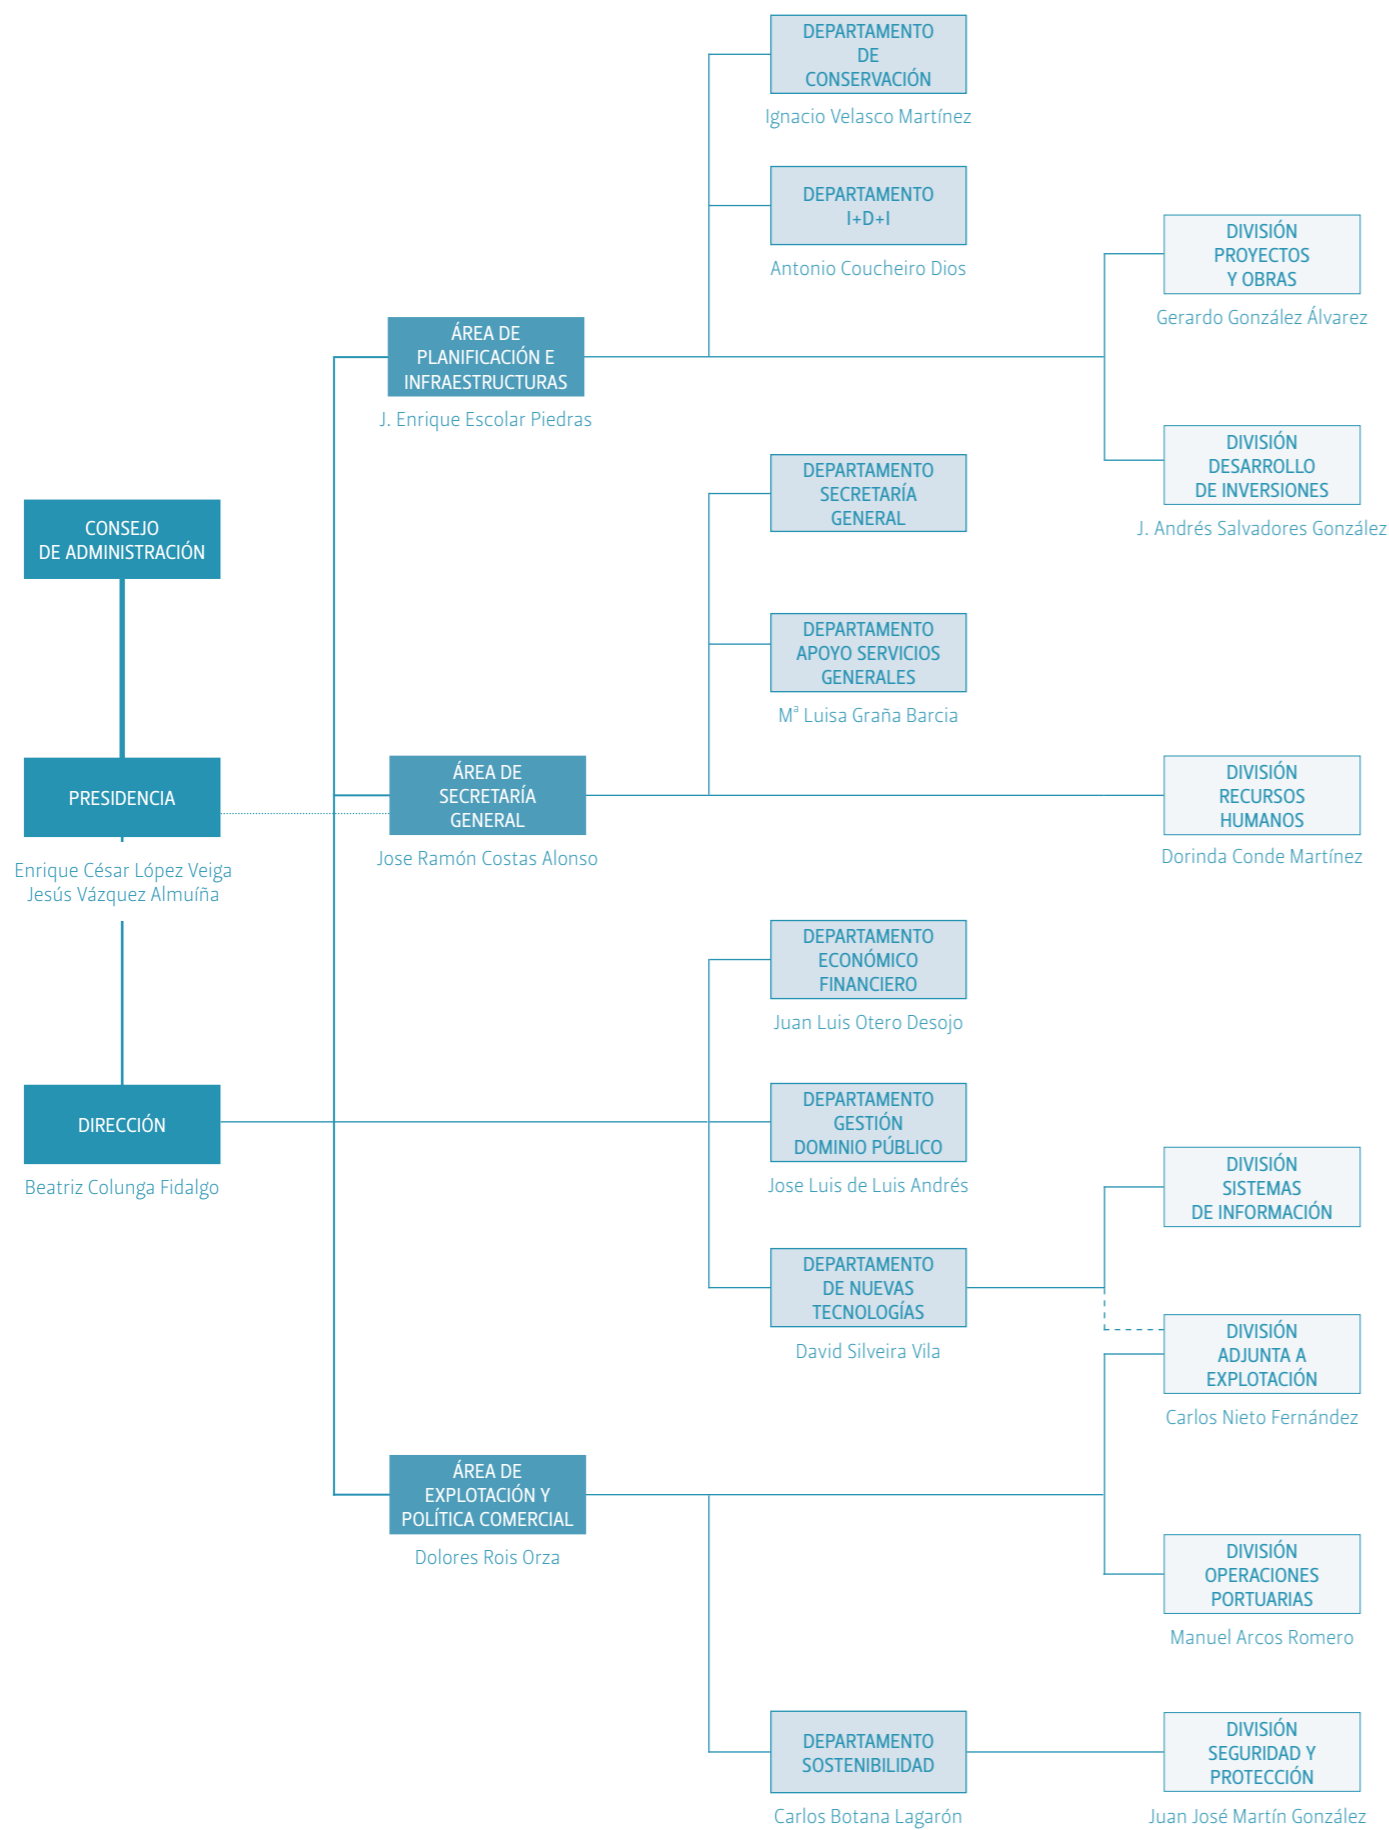 DEPARTAMENTO
DE
CONSERVACIÓN
Ignacio Velasco Martínez
DEPARTAMENTO
I+D+I
Antonio Coucheiro Dios
DIVISIÓN
PROYECTOS
Y OBRAS
Gerardo González Álvarez
ÁREA DE
PLANIFICACIÓN E
INFRAESTRUCTURAS
J. Enrique Escolar Piedras
DIVISIÓN
DESARROLLO
DE INVERSIONES
J. Andrés Salvadores González
DEPARTAMENTO
SECRETARÍA
GENERAL
CONSEJO
DE ADMINISTRACIÓN
DEPARTAMENTO
APOYO SERVICIOS
GENERALES
Mª Luisa Graña Barcia
PRESIDENCIA
Enrique César López Veiga
Jesús Vázquez Almuíña
ÁREA DE
SECRETARÍA
GENERAL
Jose Ramón Costas Alonso
DIVISIÓN
RECURSOS
HUMANOS
Dorinda Conde Martínez
DEPARTAMENTO
ECONÓMICO
FINANCIERO
Juan Luis Otero Desojo
DIRECCIÓN
Beatriz Colunga Fidalgo
DEPARTAMENTO
GESTIÓN
DOMINIO PÚBLICO
Jose Luis de Luis Andrés
DIVISIÓN
SISTEMAS
DE INFORMACIÓN
DEPARTAMENTO
DE NUEVAS
TECNOLOGÍAS
David Silveira Vila
DIVISIÓN
ADJUNTA A
EXPLOTACIÓN
Carlos Nieto Fernández
ÁREA DE
EXPLOTACIÓN Y
POLÍTICA COMERCIAL
Dolores Rois Orza
DIVISIÓN
OPERACIONES
PORTUARIAS
Manuel Arcos Romero
DEPARTAMENTO
SOSTENIBILIDAD
Carlos Botana Lagarón
DIVISIÓN
SEGURIDAD Y
PROTECCIÓN
Juan José Martín González